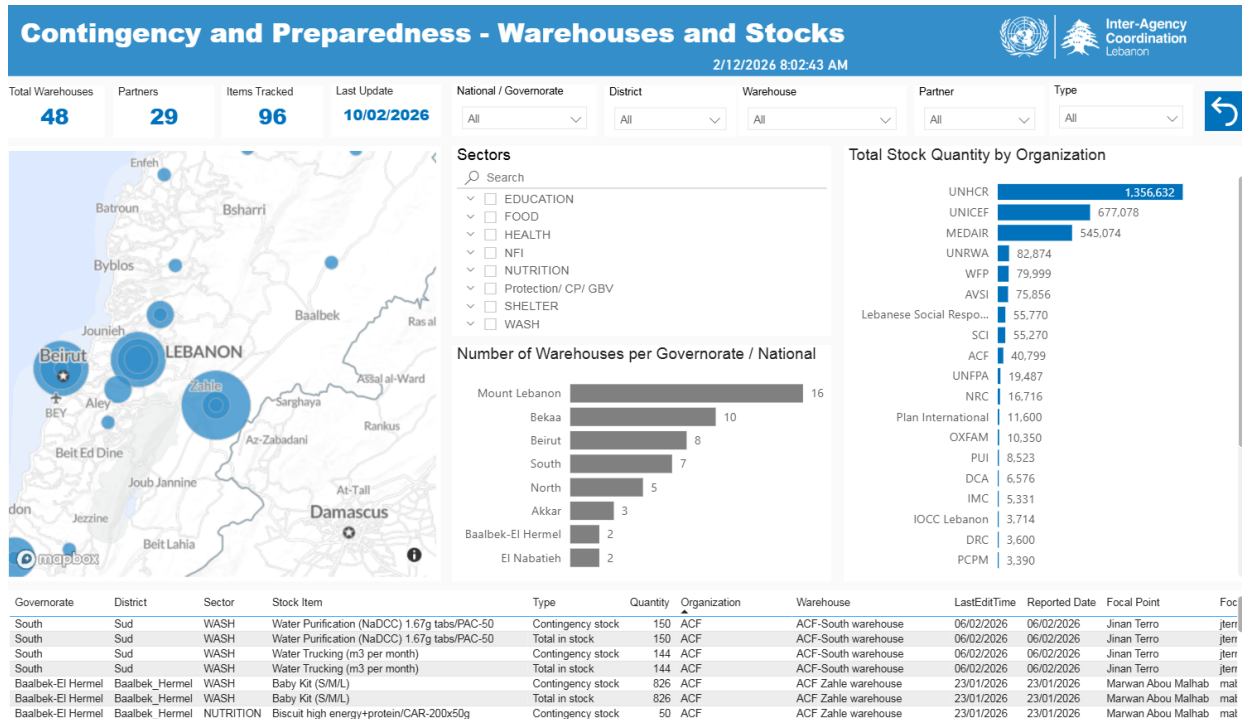 Contingency and Preparedness - Warehouses and Stocks
2/12/2026 8:02:43 AM
Inter-Agency
Coordination
Lebanon
Total Warehouses
48
Partners
29
Items Tracked
96
Last Update
10/02/2026
National / Governorate
All
District
All
Warehouse
All
Partner
All
Type
All
Enfeh
Batroun
Bsharri
Byblos
Baalbek
Ras al
Jounieh
Beirut
LEBANON
Zahle
Assal al-Ward
BEY
Aley
Sarghaya
Rankus
Az-Zabadani
Beit Ed Dine
Joub Jannine
At-Tall
Damascus
don
Jezzine
Beit Lahia
mapbox
Sectors
Search
EDUCATION
FOOD
HEALTH
NFI
NUTRITION
Protection/ CP/ GBV
SHELTER
WASH
Number of Warehouses per Governorate / National
Mount Lebanon 16
Bekaa 10
Beirut 8
South 7
North 5
Akkar 3
Baalbek-El Hermel 2
El Nabatieh 2
Total Stock Quantity by Organization
UNHCR 1,356,632
UNICEF 677,078
MEDAIR 545,074
UNRWA 82,874
WFP 79,999
AVSI 75,856
Lebanese Social Respo... 55,770
SCI 55,270
ACF 40,799
UNFPA 19,487
NRC 16,716
Plan International 11,600
OXFAM 10,350
PUI 8,523
DCA 6,576
IMC 5,331
IOCC Lebanon 3,714
DRC 3,600
PCPM 3,390
Governorate District Sector Stock Item Type Quantity Organization Warehouse LastEditTime Reported Date Focal Point Foc
South Sud WASH Water Purification (NaDCC) 1.67g tabs/PAC-50 Contingency stock 150 ACF ACF-South warehouse 06/02/2026 06/02/2026 Jinan Terro jterr
South Sud WASH Water Purification (NaDCC) 1.67g tabs/PAC-50 Total in stock 150 ACF ACF-South warehouse 06/02/2026 06/02/2026 Jinan Terro jterr
South Sud WASH Water Trucking (m3 per month) Contingency stock 144 ACF ACF-South warehouse 06/02/2026 06/02/2026 Jinan Terro jterr
South Sud WASH Water Trucking (m3 per month) Total in stock 144 ACF ACF-South warehouse 06/02/2026 06/02/2026 Jinan Terro jterr
Baalbek-El Hermel Baalbek_Hermel WASH Baby Kit (S/M/L) Contingency stock 826 ACF ACF Zahle warehouse 23/01/2026 23/01/2026 Marwan Abou Malhab mal
Baalbek-El Hermel Baalbek_Hermel WASH Baby Kit (S/M/L) Total in stock 826 ACF ACF Zahle warehouse 23/01/2026 23/01/2026 Marwan Abou Malhab mal
Baalbek-El Hermel Baalbek_Hermel NUTRITION Biscuit high energy+protein/CAR-200x50g Contingency stock 50 ACF ACF Zahle warehouse 23/01/2026 23/01/2026 Marwan Abou Malhab mal